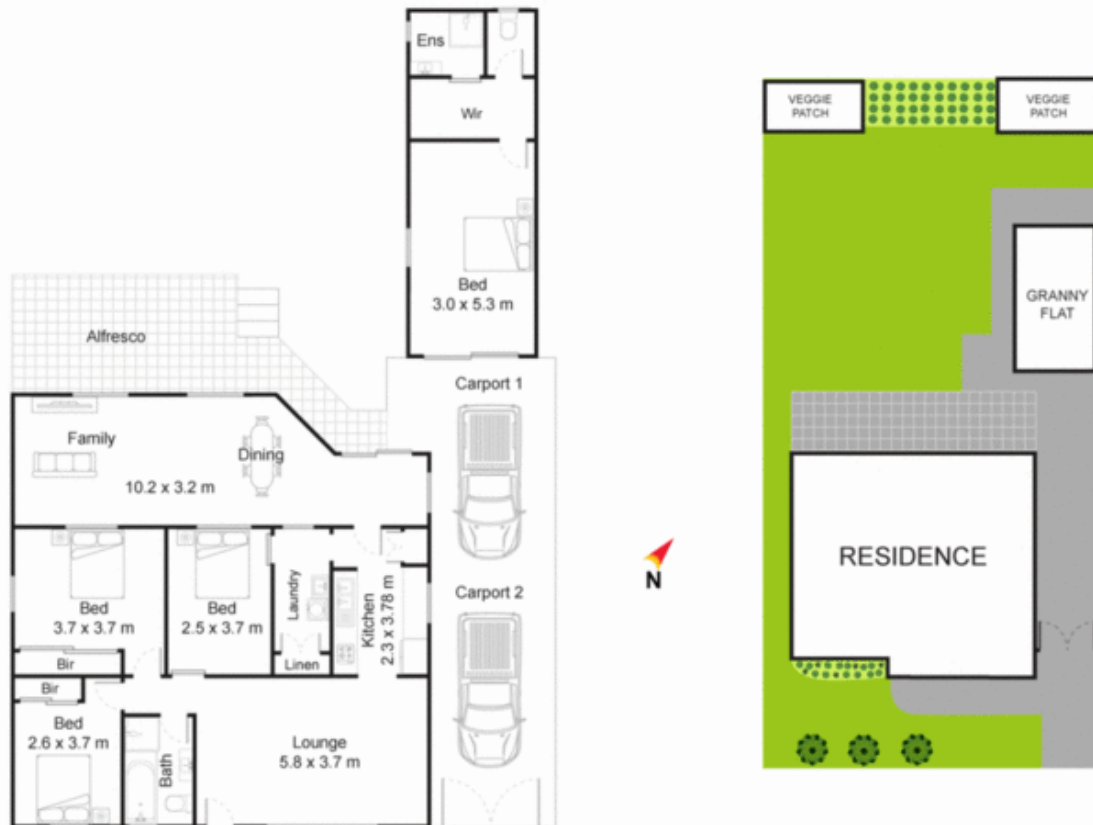 Ens
Wir
Bed
3.0 x 5.3 m
Alfresco
Carport 1
Family
Dining
10.2 x 3.2 m
Bed
3.7 x 3.7 m
Bed
2.5 x 3.7 m
Laundry
Kitchen
2.3 x 3.78 m
Carport 2
Bir
Linen
Bir
Bed
2.6 x 3.7 m
Bath
Lounge
5.8 x 3.7 m
N
VEGGIE
PATCH
VEGGIE
PATCH
GRANNY
FLAT
RESIDENCE